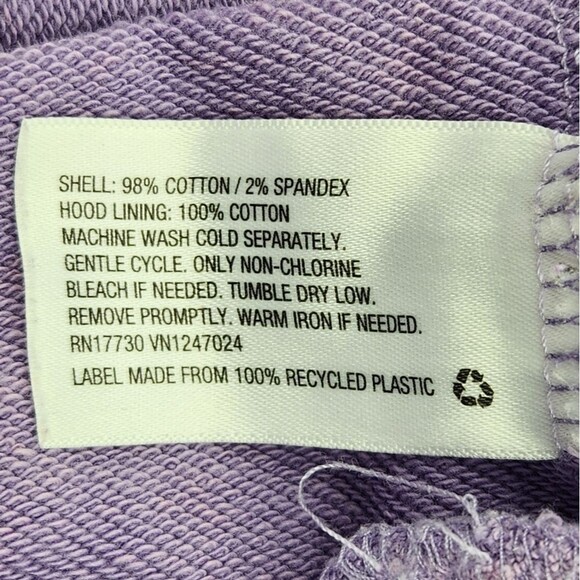 SHELL: 98% COTTON / 2% SPANDEX
HOOD LINING: 100% COTTON
MACHINE WASH COLD SEPARATELY.
GENTLE CYCLE. ONLY NON-CHLORINE
BLEACH IF NEEDED. TUMBLE DRY LOW.
REMOVE PROMPTLY. WARM IRON IF NEEDED.
RN17730 VN1247024
LABEL MADE FROM 100% RECYCLED PLASTIC